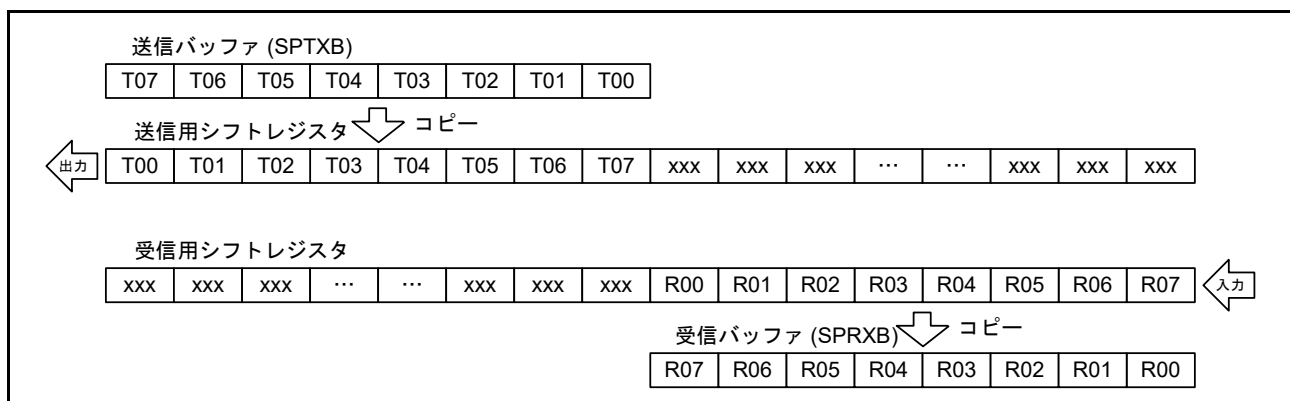 送信バッファ (SPTXB)
T07 T06 T05 T04 T03 T02 T01 T00
コピー
送信用シフトレジスタ
出力 T00 T01 T02 T03 T04 T05 T06 T07 xxx xxx xxx … … xxx xxx xxx
受信用シフトレジスタ
xxx xxx xxx … … xxx xxx xxx R00 R01 R02 R03 R04 R05 R06 R07 入力
コピー
受信バッファ (SPRXB)
R07 R06 R05 R04 R03 R02 R01 R00